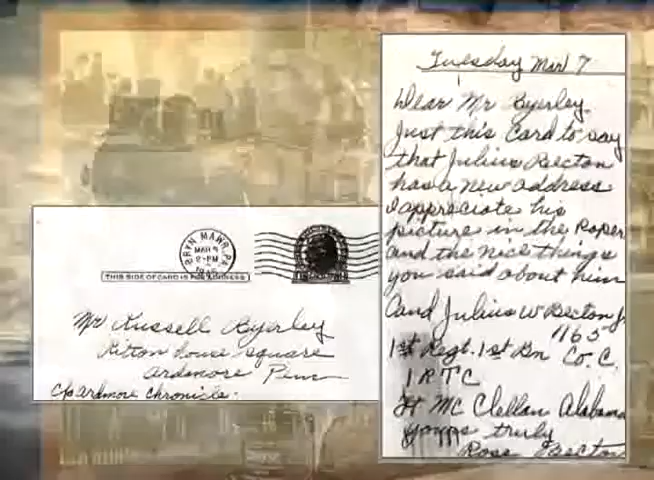 Tuesday Mar 7
Dear Mr Byerley
Just this Card to say
that Julius Becton
has a new address
I appreciate his
picture in the Paper
and the nice things
you said about him
Cand Julius W Becton Jr
1165
1st Regt. 1st Bn Co. C.
IRTC
Ft Mc Clellan Alabama
yours truly
Rose Becton
BRYN MAWR PA
MAR
2-PM
THIS SIDE OF CARD IS FOR ADDRESS
Mr Russell Byerley
Ritton house square
ardmore Penn
c/o ardmore chronicle.